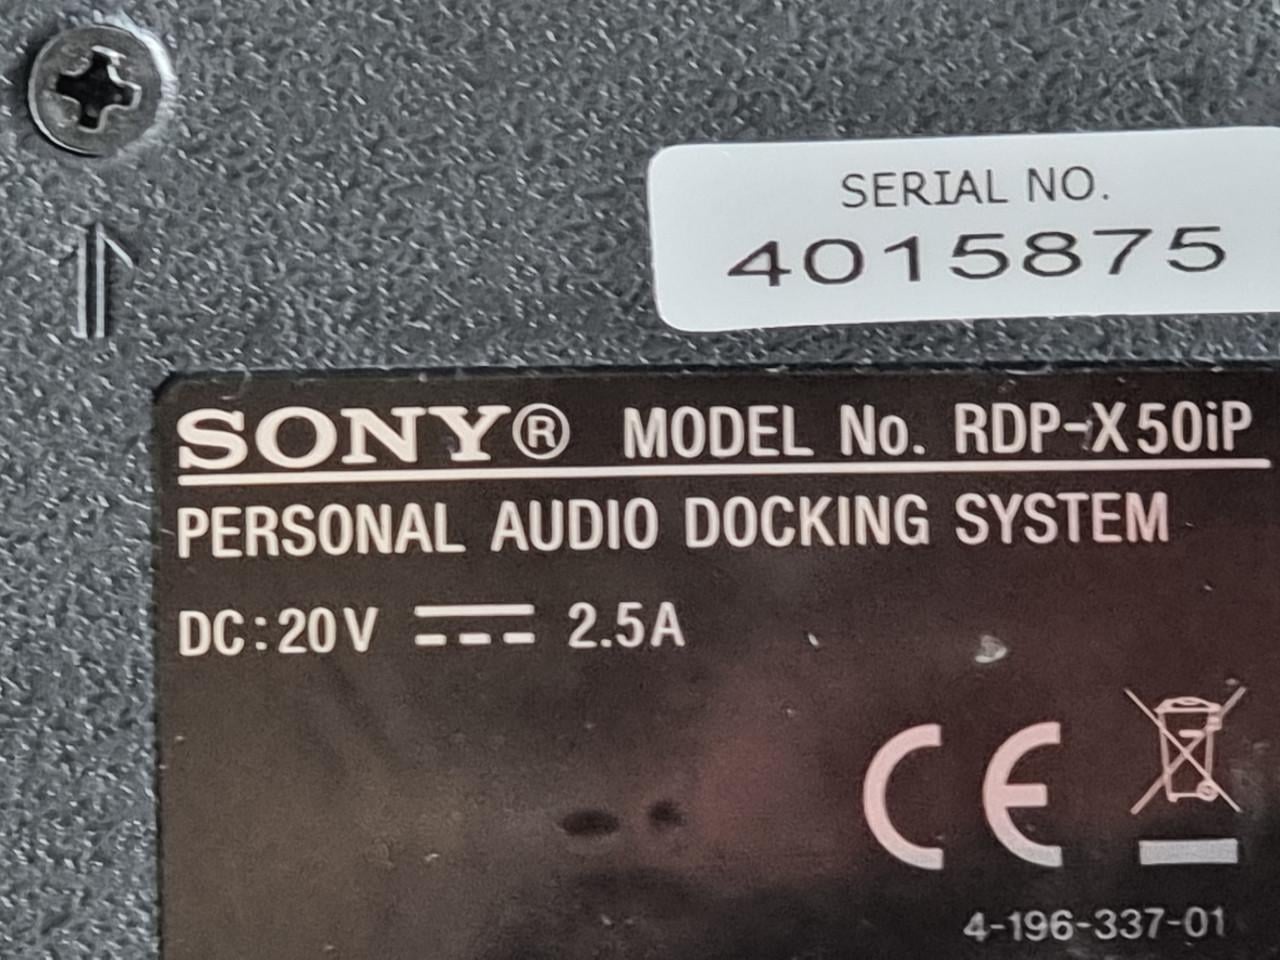 SERIAL NO.
4015875
SONY® MODEL No. RDP-X50iP
PERSONAL AUDIO DOCKING SYSTEM
DC:20V ⎓ 2.5A
CE
4-196-337-01